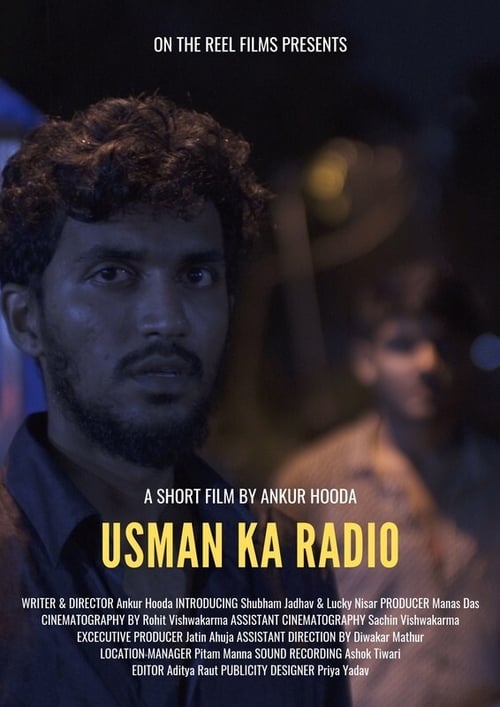 ON THE REEL FILMS PRESENTS
A SHORT FILM BY ANKUR HOODA
USMAN KA RADIO
WRITER & DIRECTOR Ankur Hooda INTRODUCING Shubham Jadhav & Lucky Nisar PRODUCER Manas Das
CINEMATOGRAPHY BY Rohit Vishwakarma ASSISTANT CINEMATOGRAPHY Sachin Vishwakarma
EXCECUTIVE PRODUCER Jatin Ahuja ASSISTANT DIRECTION BY Diwakar Mathur
LOCATION-MANAGER Pitam Manna SOUND RECORDING Ashok Tiwari
EDITOR Aditya Raut PUBLICITY DESIGNER Priya Yadav